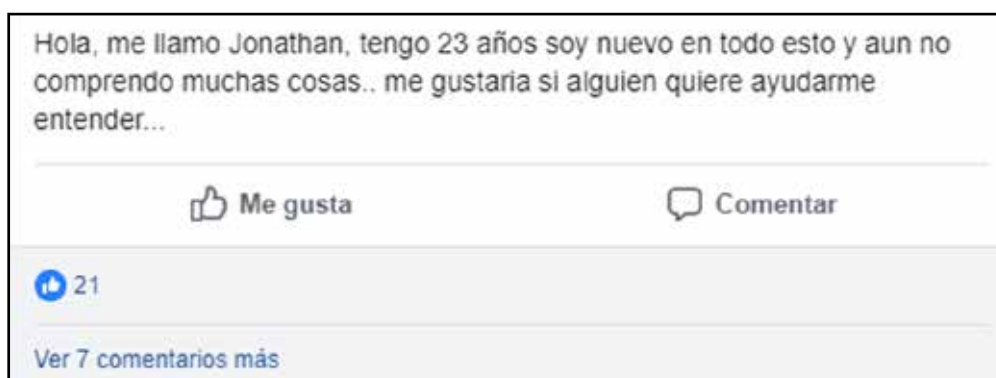 Hola, me llamo Jonathan, tengo 23 años soy nuevo en todo esto y aun no
comprendo muchas cosas.. me gustaria si alguien quiere ayudarme
entender...
Me gusta
Comentar
21
Ver 7 comentarios más